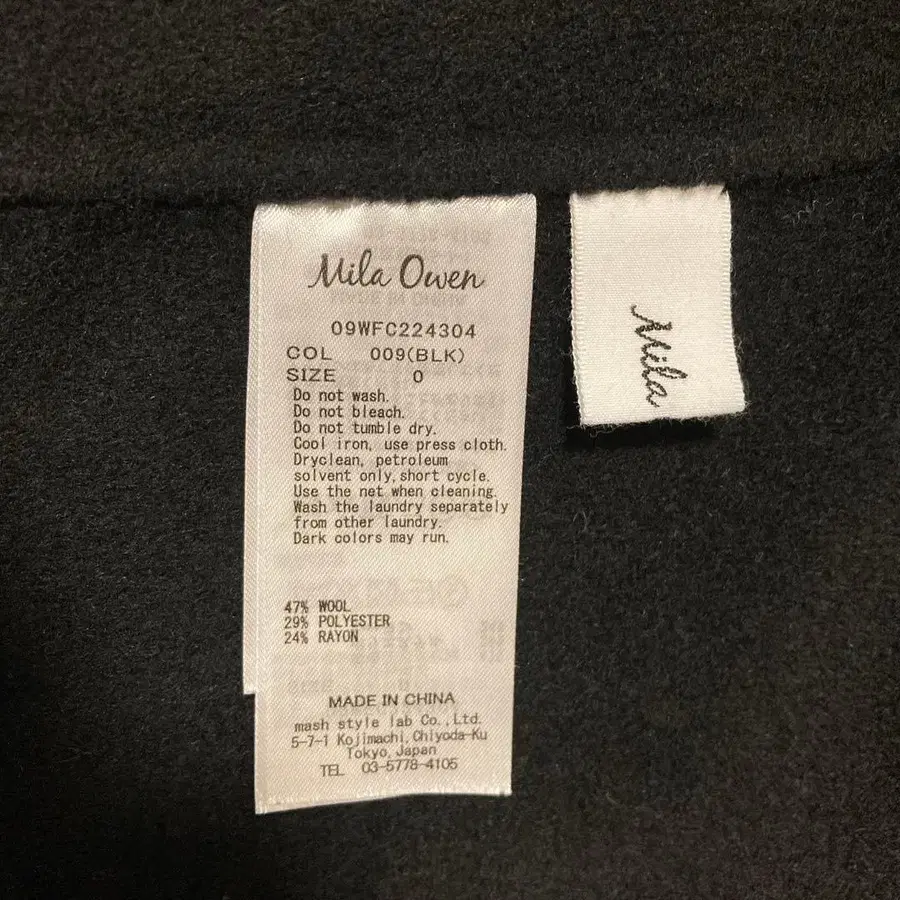 Mila Owen
09WFC224304
COL 009(BLK)
SIZE 0
Do not wash.
Do not bleach.
Do not tumble dry.
Cool iron, use press cloth.
Dryclean, petroleum
solvent only, short cycle.
Use the net when cleaning.
Wash the laundry separately
from other laundry.
Dark colors may run.
47% WOOL
29% POLYESTER
24% RAYON
MADE IN CHINA
mash style lab Co.,Ltd.
5-7-1 Kojimachi,Chiyoda-Ku
Tokyo,Japan
TEL 03-5778-4105
Mila